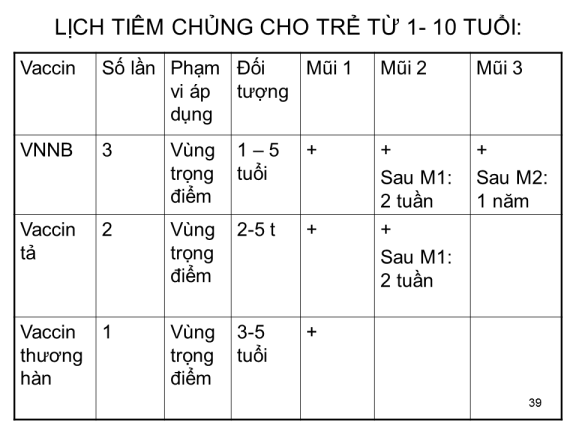 LỊCH TIÊM CHỦNG CHO TRẺ TỪ 1- 10 TUỔI:
Vaccin Số lần Phạm vi áp dụng Đối tượng Mũi 1 Mũi 2 Mũi 3
VNNB 3 Vùng trọng điểm 1 – 5 tuổi + + Sau M1: 2 tuần + Sau M2: 1 năm
Vaccin tả 2 Vùng trọng điểm 2-5 t + + Sau M1: 2 tuần
Vaccin thương hàn 1 Vùng trọng điểm 3-5 tuổi +
39